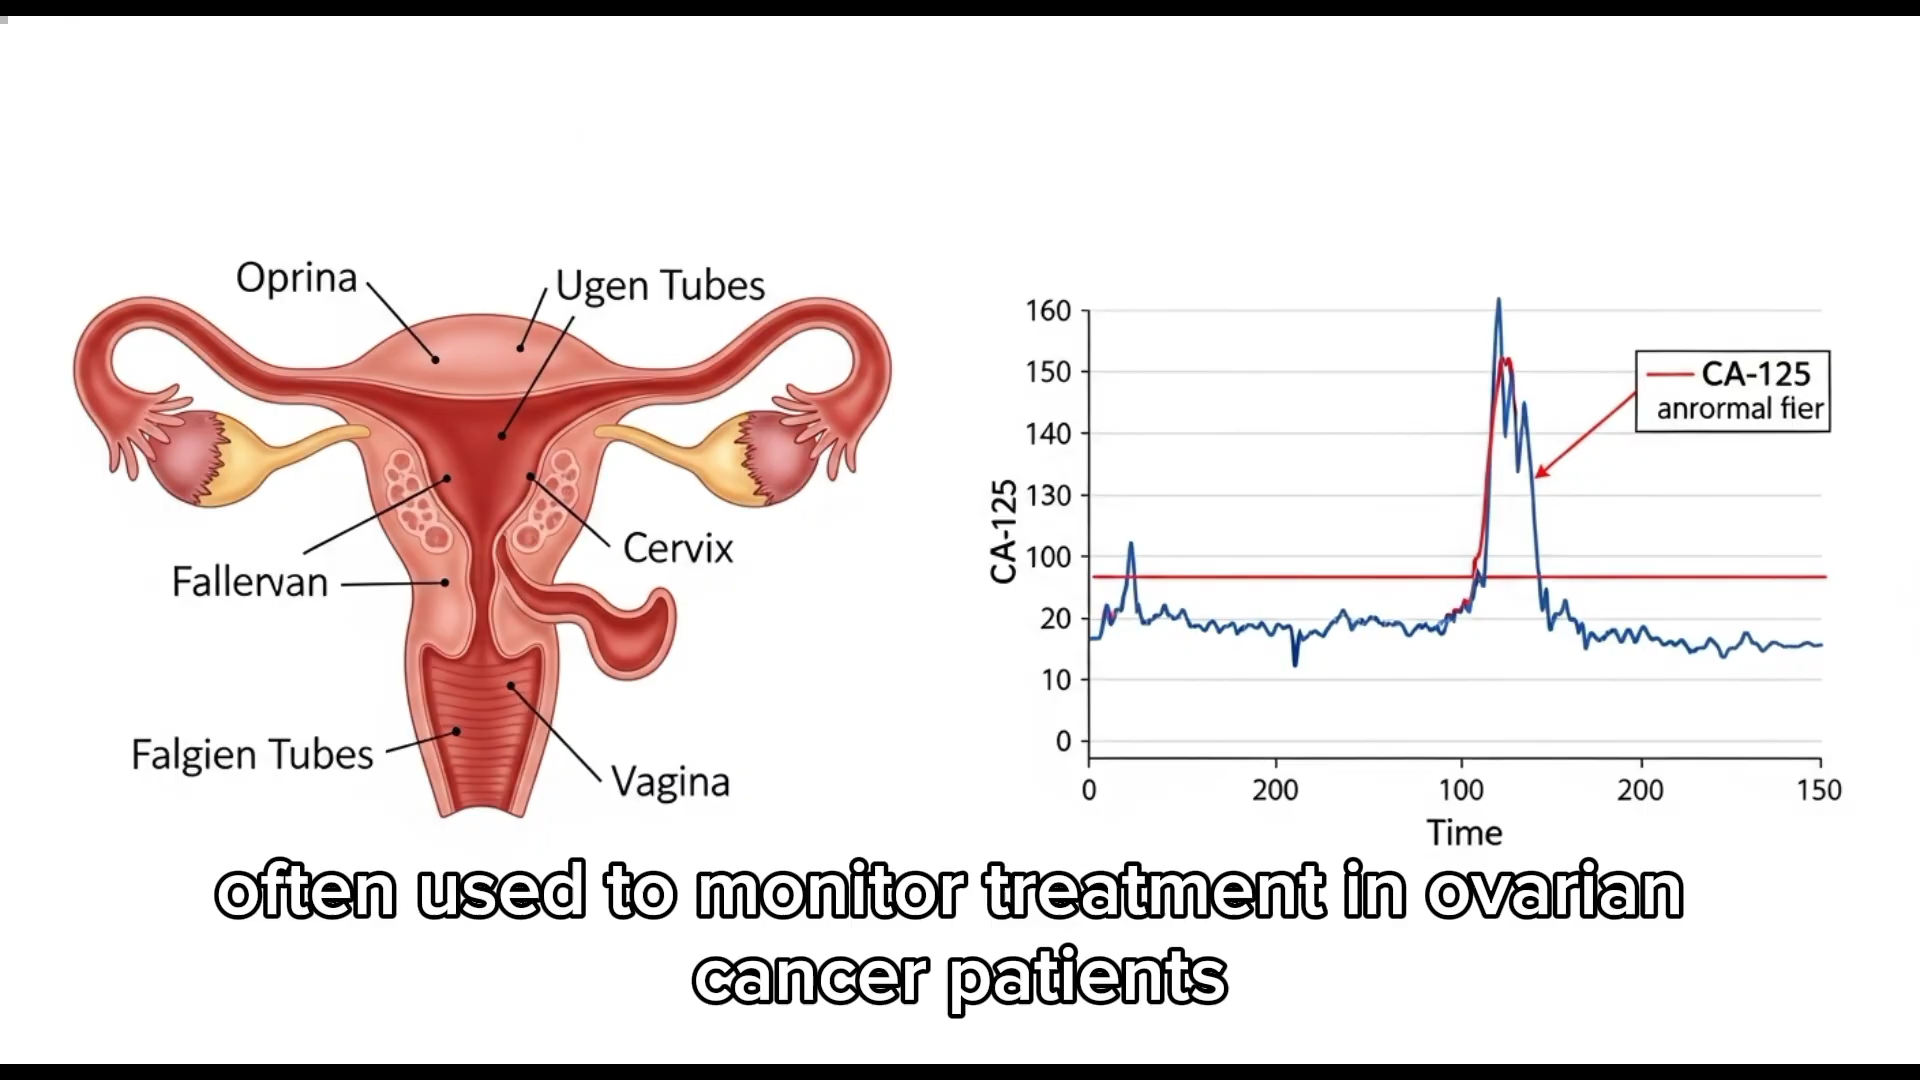 Oprina
Ugen Tubes
Fallervan
Cervix
Falgien Tubes
Vagina
160
150
140
130
100
20
10
0
CA-125
CA-125
anrormal fier
0
200
100
200
150
Time
often used to monitor treatment in ovarian
cancer patients